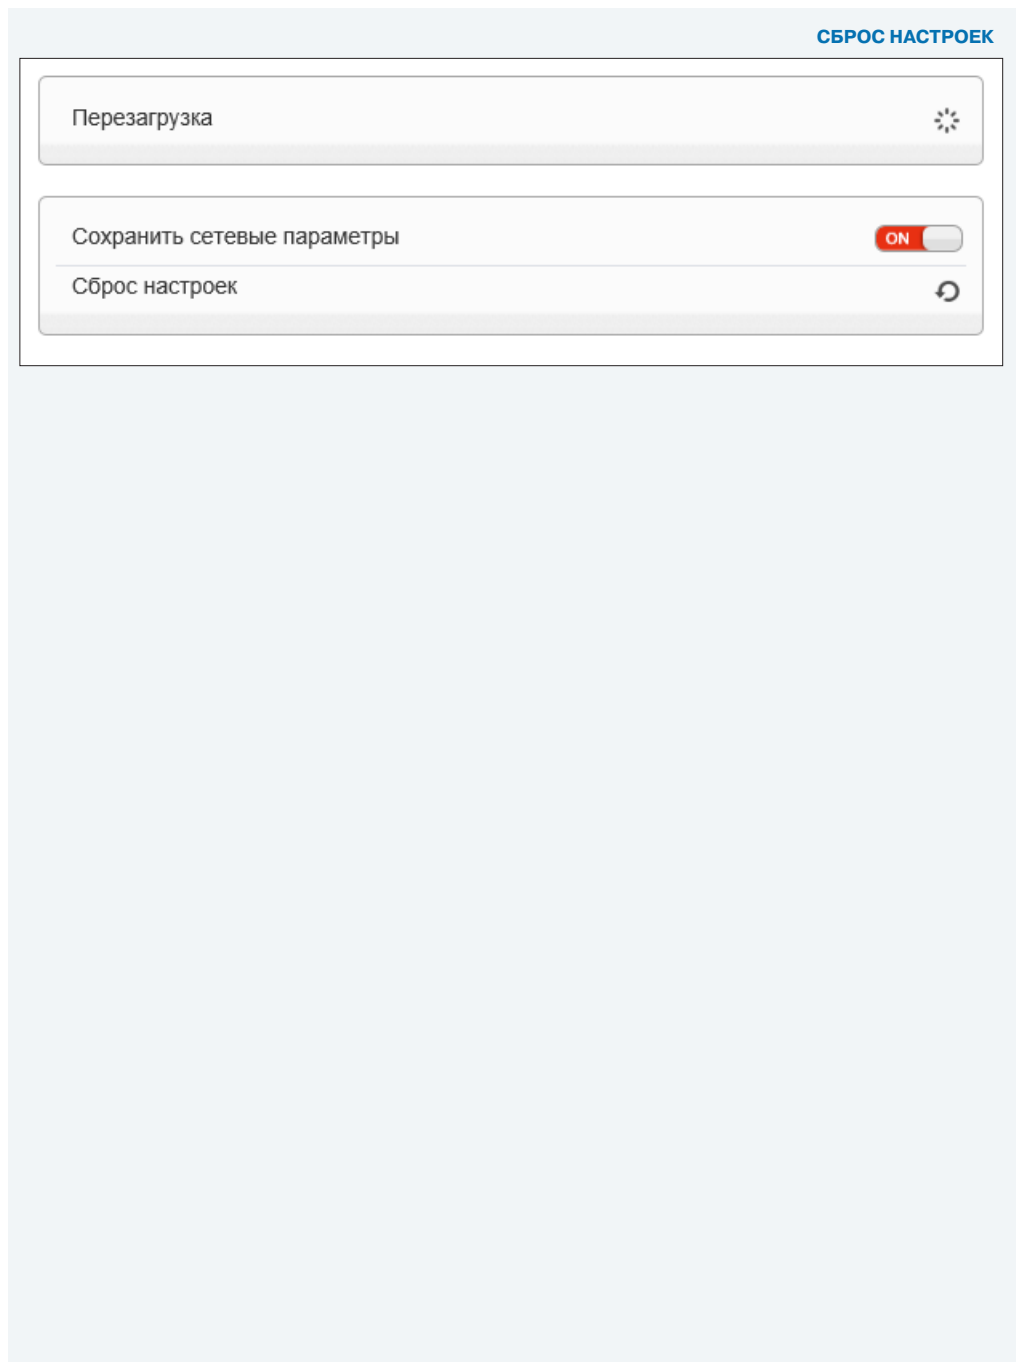 СБРОС НАСТРОЕК
Перезагрузка
Сохранить сетевые параметры
ON
Сброс настроек